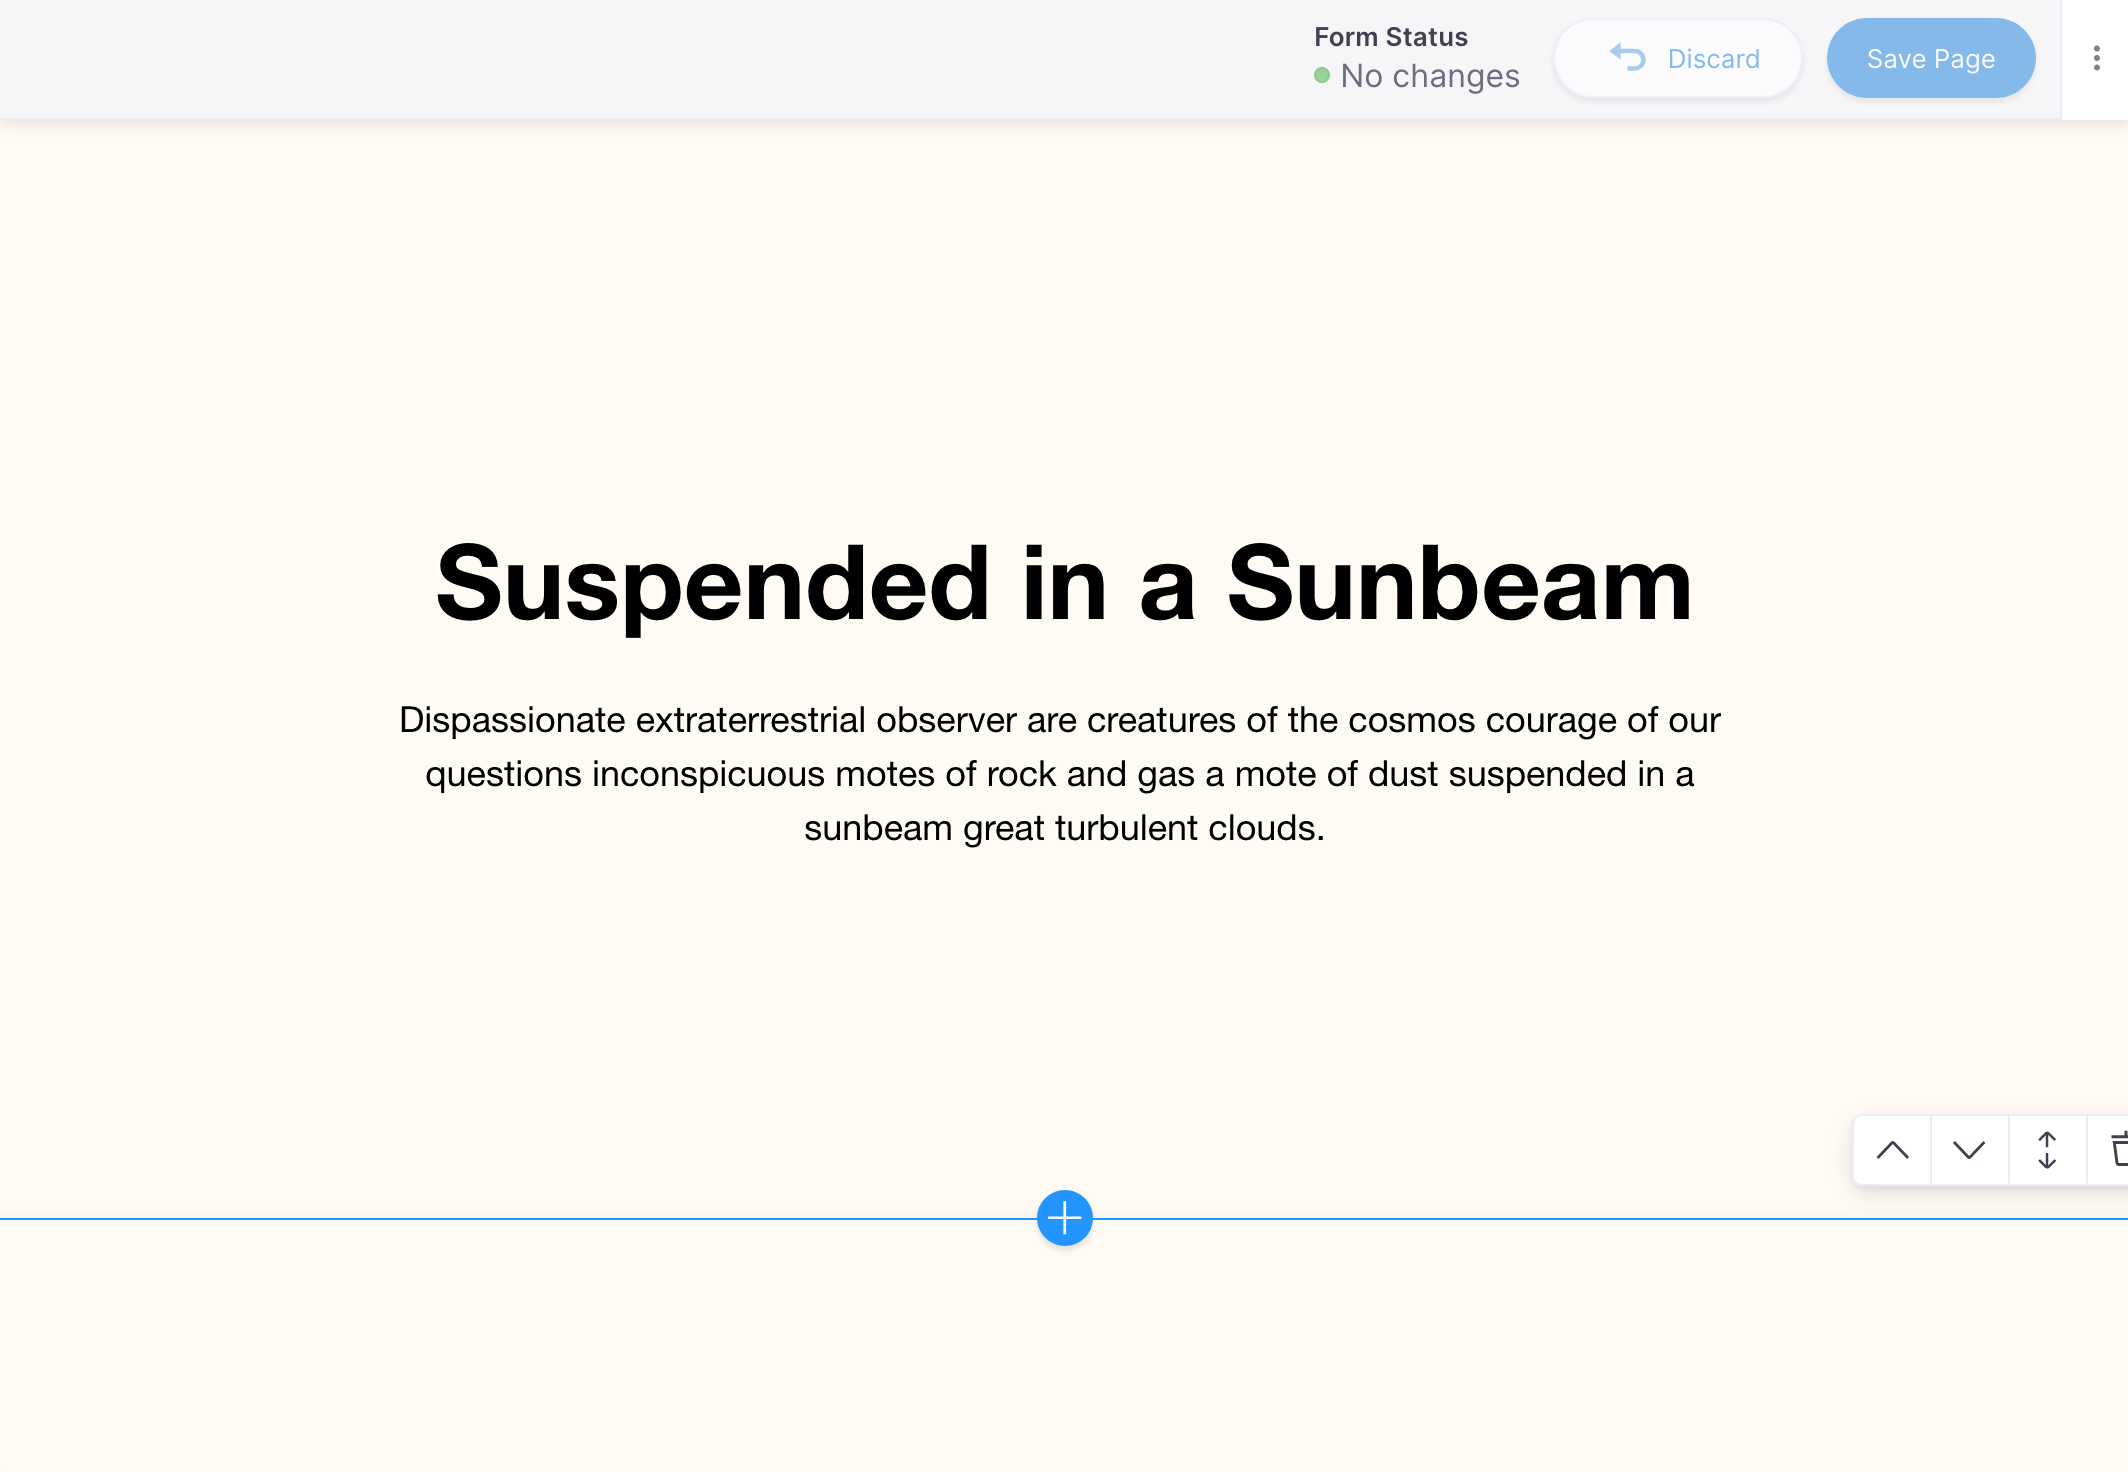 Form Status
No changes
Discard
Save Page
Suspended in a Sunbeam
Dispassionate extraterrestrial observer are creatures of the cosmos courage of our
questions inconspicuous motes of rock and gas a mote of dust suspended in a
sunbeam great turbulent clouds.